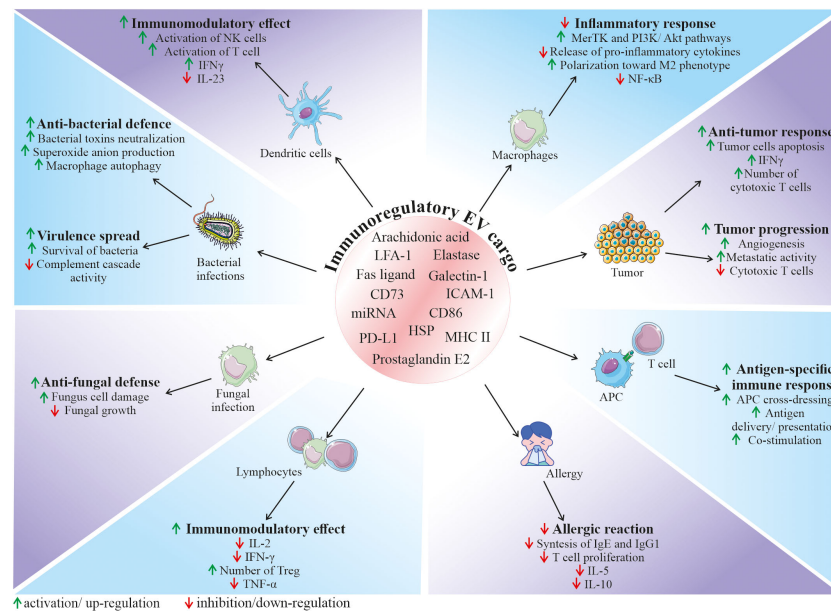 ↑ Immunomodulatory effect
↑ Activation of NK cells
↑ Activation of T cell
↑ IFNγ
↓ IL-23
Dendritic cells
↓ Inflammatory response
↑ MerTK and PI3K/ Akt pathways
↓ Release of pro-inflammatory cytokines
↑ Polarization toward M2 phenotype
↓ NF-κB
Macrophages
↑ Anti-bacterial defence
↑ Bacterial toxins neutralization
↑ Superoxide anion production
↑ Macrophage autophagy
↑ Virulence spread
↑ Survival of bacteria
↓ Complement cascade
activity
Bacterial
infections
↑ Anti-tumor response
↑ Tumor cells apoptosis
↑ IFNγ
↑ Number of
cytotoxic T cells
↑ Tumor progression
↑ Angiogenesis
↑ Metastatic activity
↓ Cytotoxic T cells
Tumor
Immunoregulatory EV cargo
Arachidonic acid
LFA-1 Elastase
Fas ligand Galectin-1
CD73 ICAM-1
miRNA CD86
HSP
PD-L1 MHC II
Prostaglandin E2
↑ Anti-fungal defense
↑ Fungus cell damage
↓ Fungal growth
Fungal
infection
T cell
APC
↑ Antigen-specific
immune response
↑ APC cross-dressing
↑ Antigen
delivery/ presentation
↑ Co-stimulation
Lymphocytes
↑ Immunomodulatory effect
↓ IL-2
↓ IFN-γ
↑ Number of Treg
↓ TNF-α
Allergy
↓ Allergic reaction
↓ Syntesis of IgE and IgG1
↓ T cell proliferation
↓ IL-5
↓ IL-10
↑ activation/ up-regulation ↓ inhibition/down-regulation